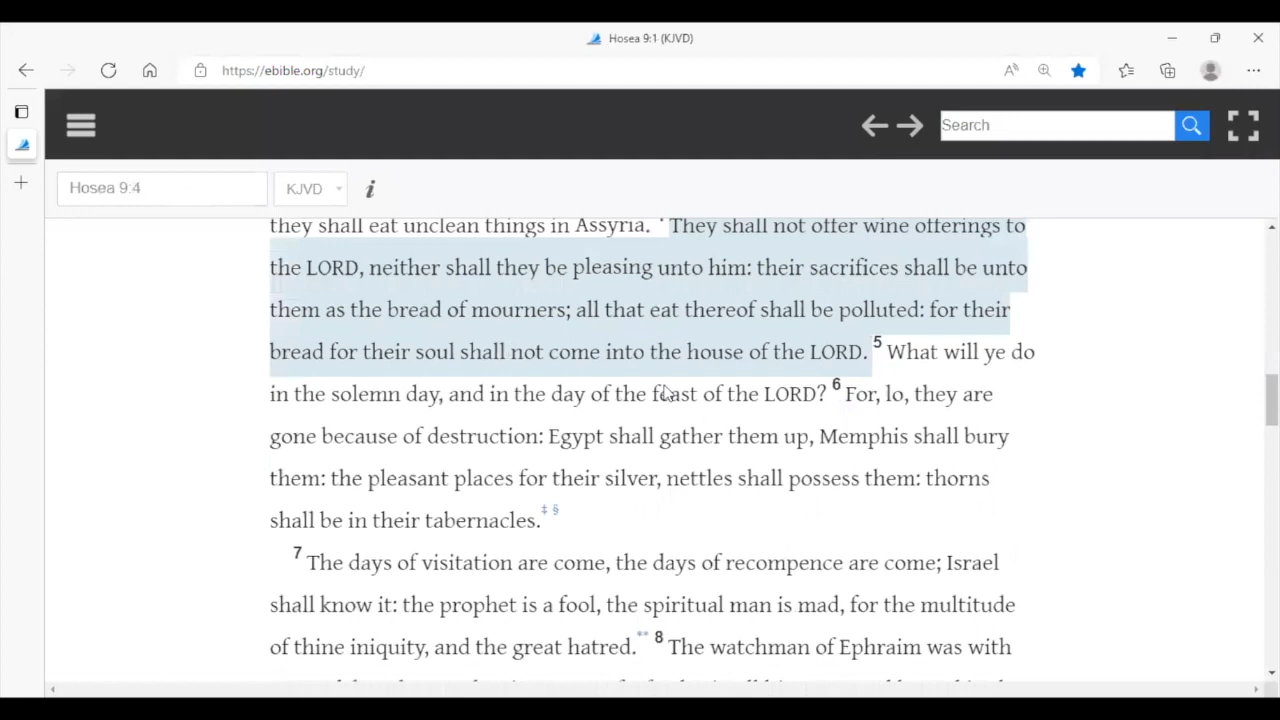 Hosea 9:1 (KJVD)
https://ebible.org/study/
Search
Hosea 9:4
KJVD
i
they shall eat unclean things in Assyria. They shall not offer wine offerings to
the LORD, neither shall they be pleasing unto him: their sacrifices shall be unto
them as the bread of mourners; all that eat thereof shall be polluted: for their
bread for their soul shall not come into the house of the LORD. 5 What will ye do
in the solemn day, and in the day of the feast of the LORD? 6 For, lo, they are
gone because of destruction: Egypt shall gather them up, Memphis shall bury
them: the pleasant places for their silver, nettles shall possess them: thorns
shall be in their tabernacles.‡ §
7 The days of visitation are come, the days of recompence are come; Israel
shall know it: the prophet is a fool, the spiritual man is mad, for the multitude
of thine iniquity, and the great hatred.** 8 The watchman of Ephraim was with